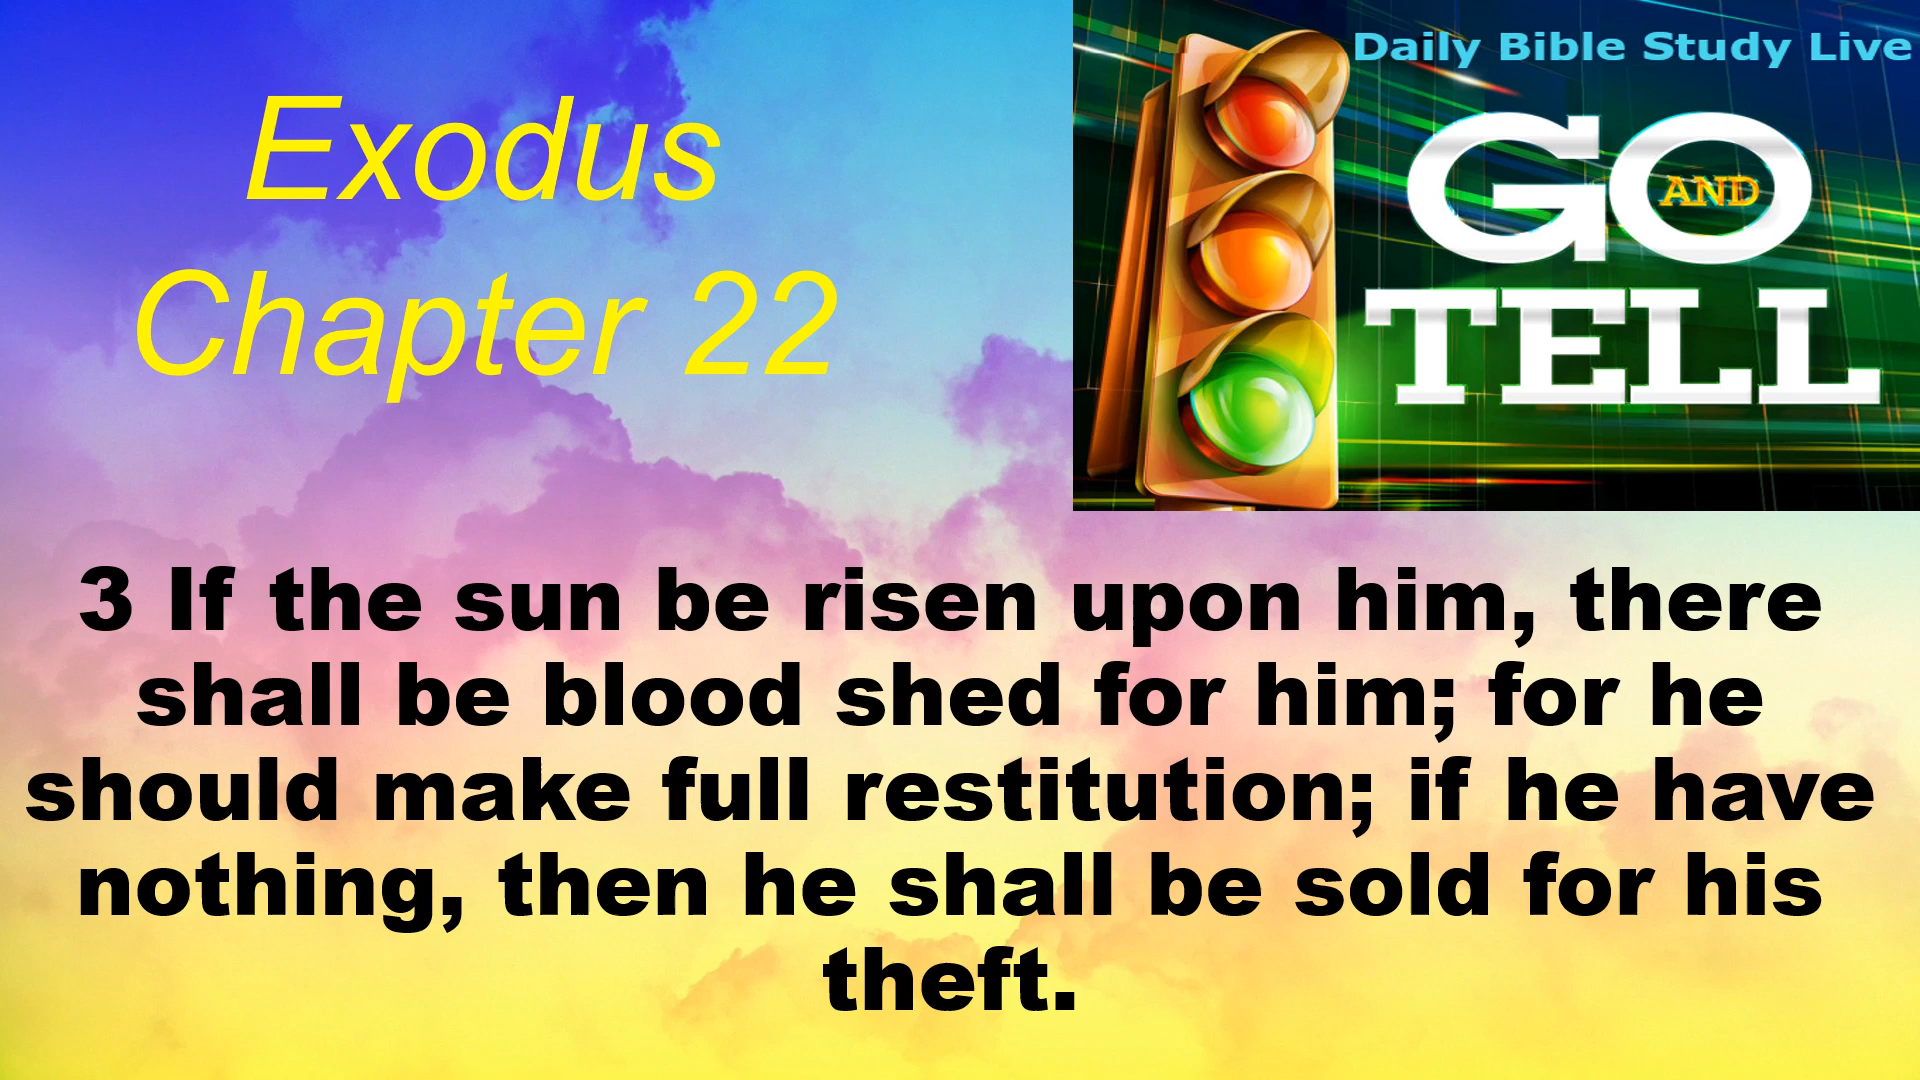 Exodus
Chapter 22
Daily Bible Study Live
GO
AND
TELL
3 If the sun be risen upon him, there
shall be blood shed for him; for he
should make full restitution; if he have
nothing, then he shall be sold for his
theft.